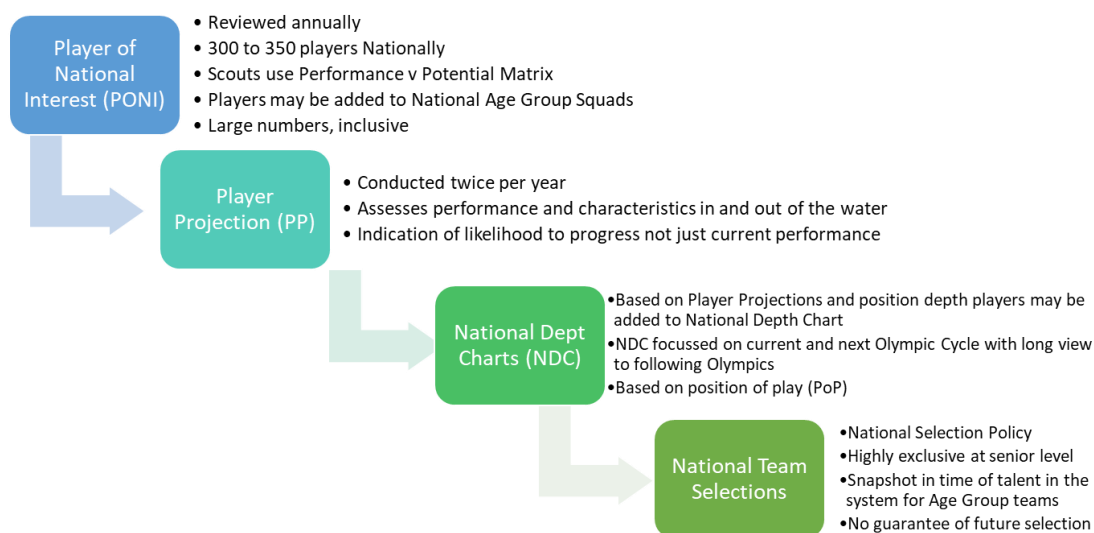 Player of
National
Interest (PONI)
• Reviewed annually
• 300 to 350 players Nationally
• Scouts use Performance v Potential Matrix
• Players may be added to National Age Group Squads
• Large numbers, inclusive
Player
Projection (PP)
• Conducted twice per year
• Assesses performance and characteristics in and out of the water
• Indication of likelihood to progress not just current performance
National Dept
Charts (NDC)
•Based on Player Projections and position depth players may be
added to National Depth Chart
•NDC focussed on current and next Olympic Cycle with long view
to following Olympics
•Based on position of play (PoP)
National Team
Selections
•National Selection Policy
•Highly exclusive at senior level
•Snapshot in time of talent in the
system for Age Group teams
•No guarantee of future selection